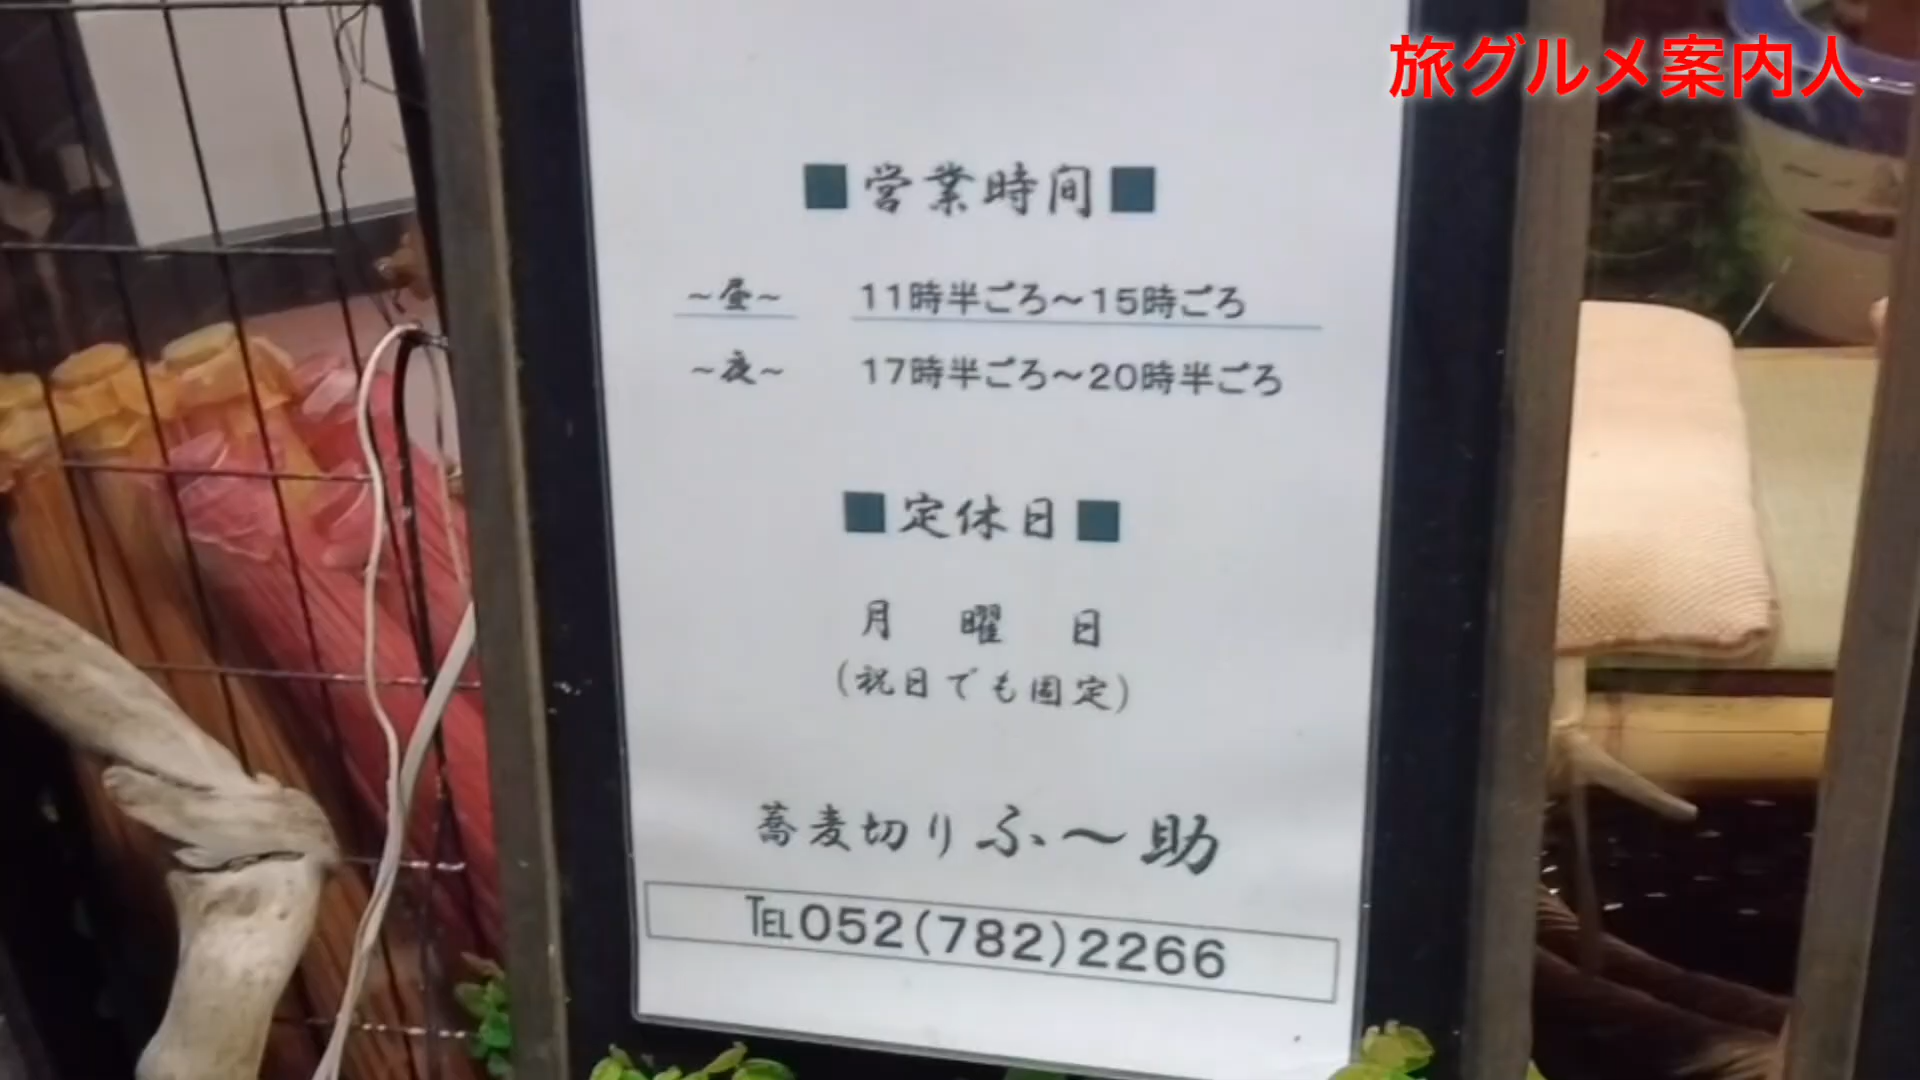 旅グルメ案内人
■営業時間■
～昼～ 11時半ごろ～15時ごろ
～夜～ 17時半ごろ～20時半ごろ
■定休日■
月曜日
(祝日でも固定)
蕎麦切りふ～助
TEL052(782)2266